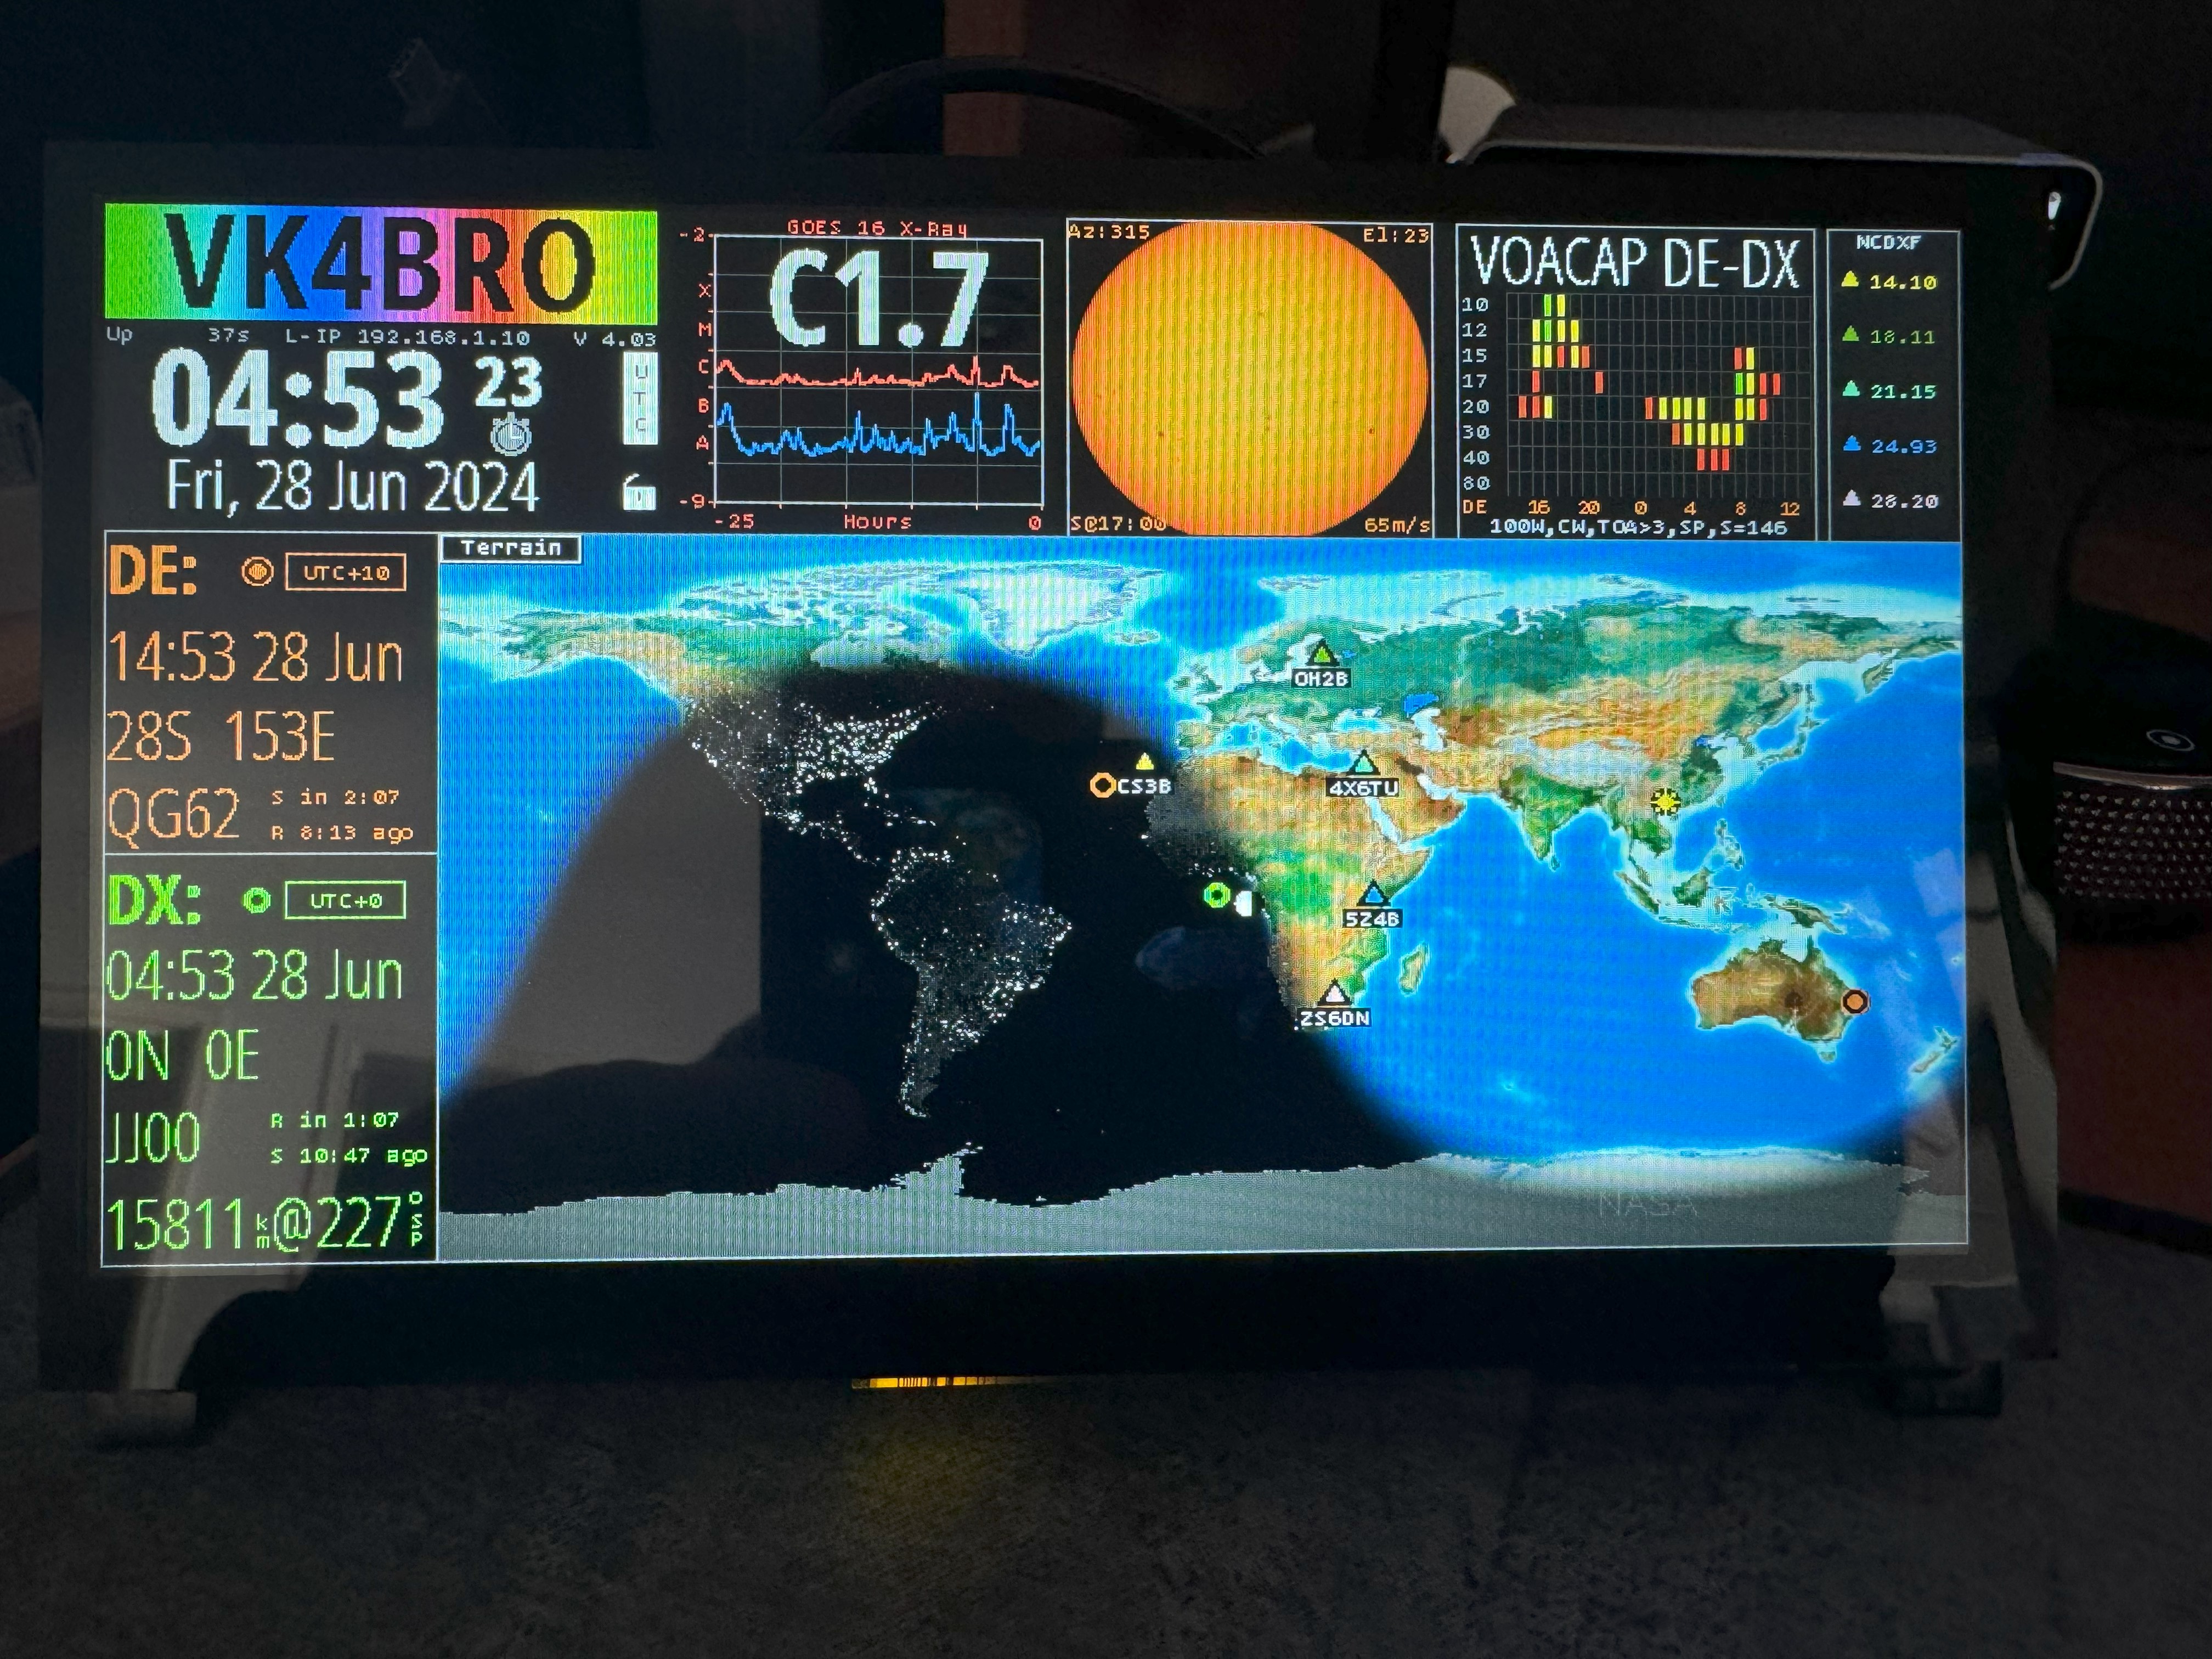 VK4BRO
Up 37s L-IP 192.168.1.10 V 4.03
04:53 23
UTC
Fri, 28 Jun 2024
GOES 16 X-Ray
C1.7
-2
X
M
C
B
A
-9
-25 Hours 0
Az:315 El:23
S@17:00 65m/s
VOACAP DE-DX
10
12
15
17
20
30
40
80
DE 16 20 0 4 8 12
100W,CW,TOA>3,SP,S=146
NCDXF
14.10
18.11
21.15
24.93
28.20
DE: UTC+10
14:53 28 Jun
28S 153E
QG62 S in 2:07
R 8:13 ago
DX: UTC+0
04:53 28 Jun
0N 0E
JJ00 R in 1:07
S 10:47 ago
15811km@227°sp
Terrain
OH2B
CS3B
4X6TU
5Z4B
ZS6DN
NASA